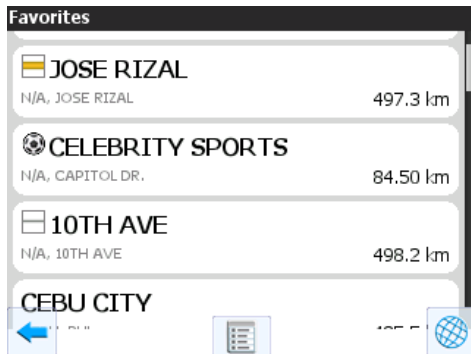 Favorites
JOSE RIZAL
N/A, JOSE RIZAL
497.3 km
CELEBRITY SPORTS
N/A, CAPITOL DR.
84.50 km
10TH AVE
N/A, 10TH AVE
498.2 km
CEBU CITY